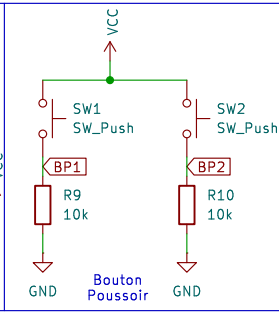 VCC
SW1
SW_Push
SW2
SW_Push
BP1
BP2
R9
10k
R10
10k
GND
GND
Bouton
Poussoir